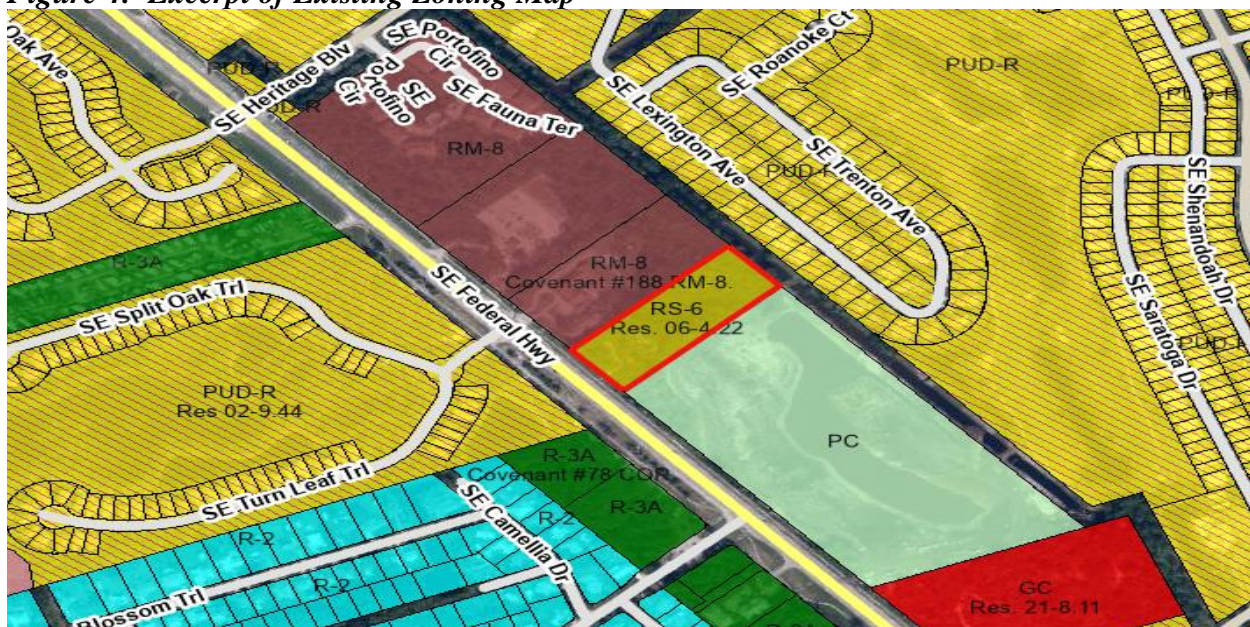 Figure 4: Excerpt of Existing Zoning Map
Oak Ave
PUD-R
SE Heritage Blv
SE Portofino
Cir
SE
Portofino
Cir
SE Fauna Ter
RM-8
SE Lexington Ave
SE Roanoke Ct
PUD-R
SE Trenton Ave
SE Shenandoah Dr
SE Saratoga Dr
R-3A
RM-8
Covenant #188 RM-8.
RS-6
Res. 06-4.22
SE Federal Hwy
SE Split Oak Trl
PUD-R
Res 02-9.44
PC
SE Turn Leaf Trl
R-3A
Covenant #78 COR
R-3A
SE Camellia Dr
R-2
R-2
R-2
Blossom Trl
GC
Res. 21-8.11